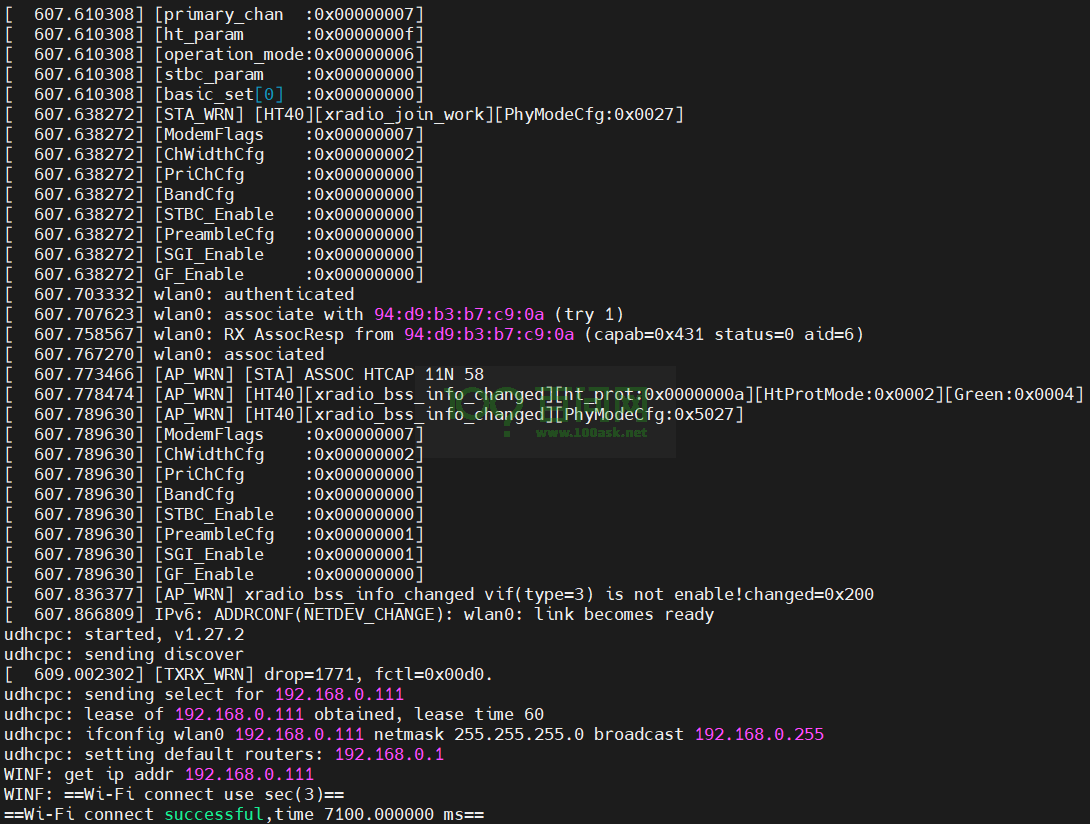 [  607.610308] [primary_chan  :0x00000007]
[  607.610308] [ht_param      :0x0000000f]
[  607.610308] [operation_mode:0x00000006]
[  607.610308] [stbc_param    :0x00000000]
[  607.610308] [basic_set[0]  :0x00000000]
[  607.638272] [STA_WRN] [HT40][xradio_join_work][PhyModeCfg:0x0027]
[  607.638272] [ModemFlags    :0x00000007]
[  607.638272] [ChWidthCfg    :0x00000002]
[  607.638272] [PriChCfg      :0x00000000]
[  607.638272] [BandCfg       :0x00000000]
[  607.638272] [STBC_Enable   :0x00000000]
[  607.638272] [PreambleCfg   :0x00000000]
[  607.638272] [SGI_Enable    :0x00000000]
[  607.638272] GF_Enable      :0x00000000]
[  607.703332] wlan0: authenticated
[  607.707623] wlan0: associate with 94:d9:b3:b7:c9:0a (try 1)
[  607.758567] wlan0: RX AssocResp from 94:d9:b3:b7:c9:0a (capab=0x431 status=0 aid=6)
[  607.767270] wlan0: associated
[  607.773466] [AP_WRN] [STA] ASSOC HTCAP 11N 58
[  607.778474] [AP_WRN] [HT40][xradio_bss_info_changed][ht_prot:0x0000000a][HtProtMode:0x0002][Green:0x0004]
[  607.789630] [AP_WRN] [HT40][xradio_bss_info_changed][PhyModeCfg:0x5027]
[  607.789630] [ModemFlags    :0x00000007]
[  607.789630] [ChWidthCfg    :0x00000002]
[  607.789630] [PriChCfg      :0x00000000]
[  607.789630] [BandCfg       :0x00000000]
[  607.789630] [STBC_Enable   :0x00000000]
[  607.789630] [PreambleCfg   :0x00000001]
[  607.789630] [SGI_Enable    :0x00000001]
[  607.789630] [GF_Enable     :0x00000000]
[  607.836377] [AP_WRN] xradio_bss_info_changed vif(type=3) is not enable!changed=0x200
[  607.866809] IPv6: ADDRCONF(NETDEV_CHANGE): wlan0: link becomes ready
udhcpc: started, v1.27.2
udhcpc: sending discover
[  609.002302] [TXRX_WRN] drop=1771, fctl=0x00d0.
udhcpc: sending select for 192.168.0.111
udhcpc: lease of 192.168.0.111 obtained, lease time 60
udhcpc: ifconfig wlan0 192.168.0.111 netmask 255.255.255.0 broadcast 192.168.0.255
udhcpc: setting default routers: 192.168.0.1
WINF: get ip addr 192.168.0.111
WINF: ==Wi-Fi connect use sec(3)==
==Wi-Fi connect successful,time 7100.000000 ms==
www.100ask.net